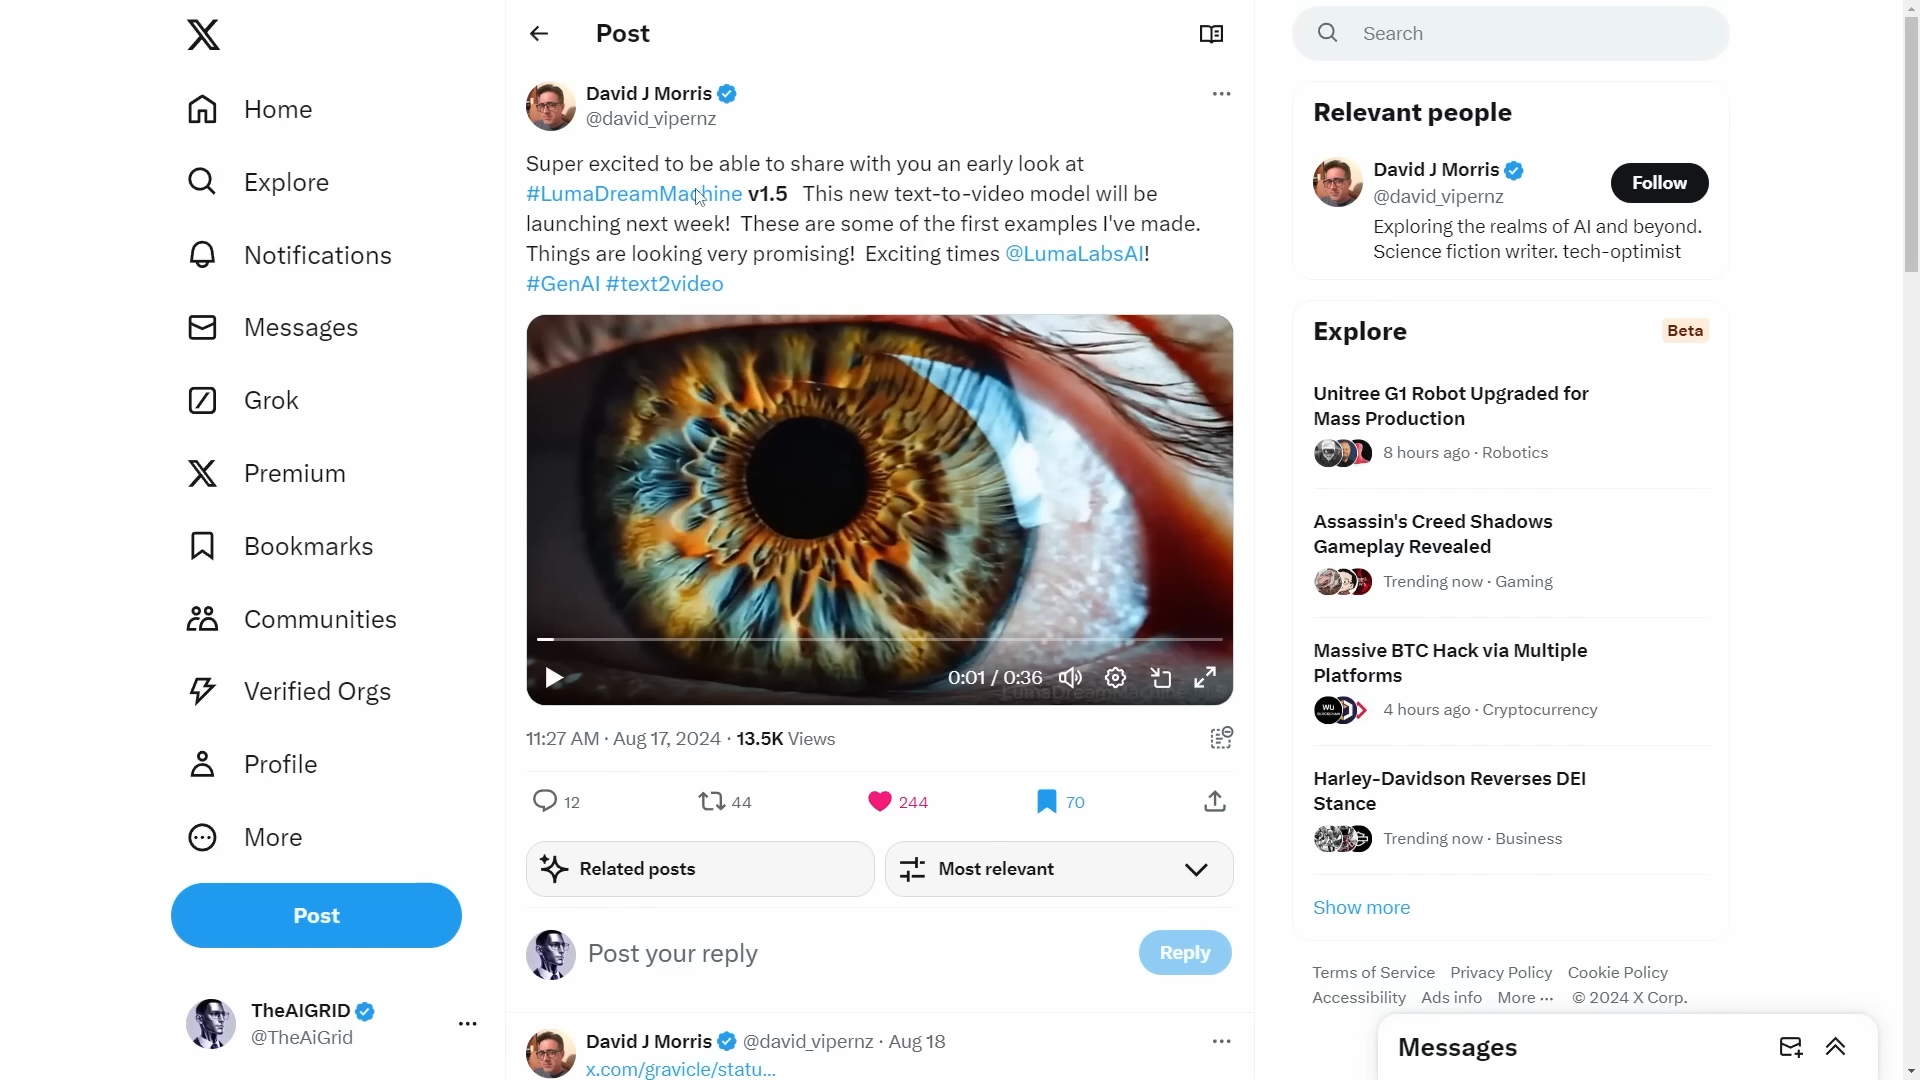 Home
Explore
Notifications
Messages
Grok
Premium
Bookmarks
Communities
Verified Orgs
Profile
More
Post
TheAIGRID
@TheAiGrid
Post
David J Morris
@david_vipernz
Super excited to be able to share with you an early look at
#LumaDreamMachine v1.5 This new text-to-video model will be
launching next week! These are some of the first examples I've made.
Things are looking very promising! Exciting times @LumaLabsAI!
#GenAI #text2video
0:01 / 0:36
LumaDreamMachine
11:27 AM · Aug 17, 2024 · 13.5K Views
12 44 244 70
Related posts
Most relevant
Post your reply
Reply
David J Morris @david_vipernz · Aug 18
x.com/gravicle/statu...
Search
Relevant people
David J Morris
@david_vipernz
Follow
Exploring the realms of AI and beyond.
Science fiction writer. tech-optimist
Explore
Beta
Unitree G1 Robot Upgraded for
Mass Production
8 hours ago · Robotics
Assassin's Creed Shadows
Gameplay Revealed
Trending now · Gaming
Massive BTC Hack via Multiple
Platforms
4 hours ago · Cryptocurrency
Harley-Davidson Reverses DEI
Stance
Trending now · Business
Show more
Terms of Service Privacy Policy Cookie Policy
Accessibility Ads info More ··· © 2024 X Corp.
Messages